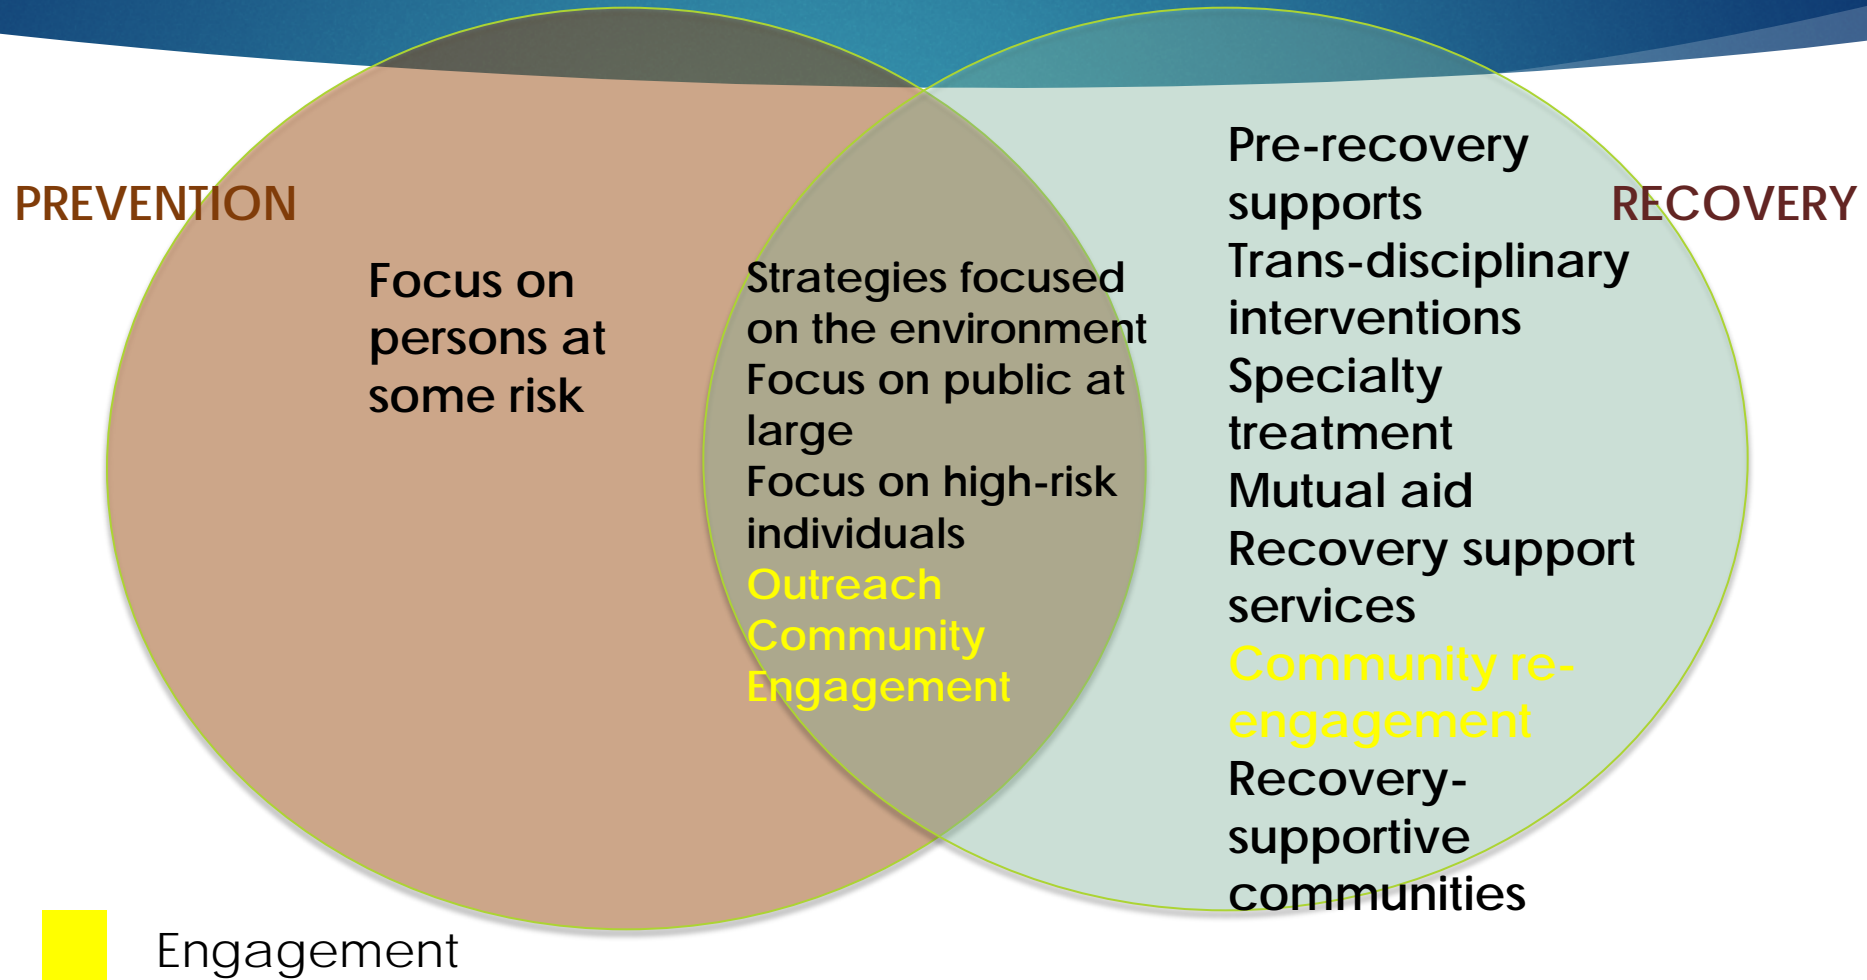 PREVENTION
Focus on
persons at
some risk
Strategies focused
on the environment
Focus on public at
large
Focus on high-risk
individuals
Outreach
Community
Engagement
RECOVERY
Pre-recovery
supports
Trans-disciplinary
interventions
Specialty
treatment
Mutual aid
Recovery support
services
Community re-
engagement
Recovery-
supportive
communities
Engagement